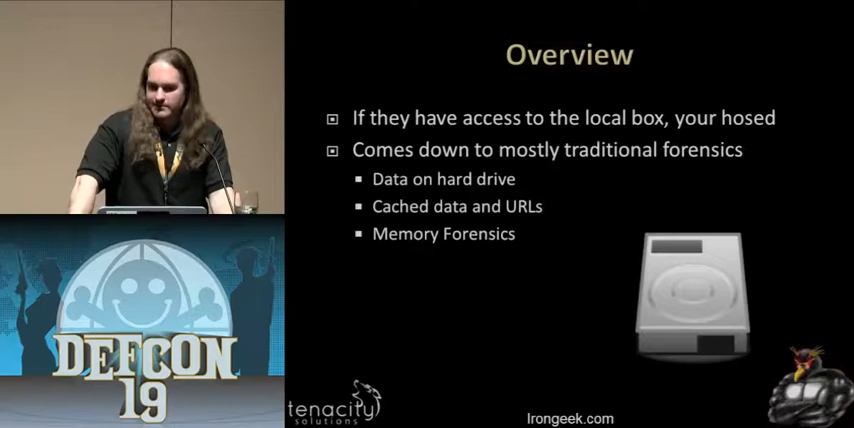 Overview
If they have access to the local box, your hosed
Comes down to mostly traditional forensics
Data on hard drive
Cached data and URLs
Memory Forensics
DEFCON
19
tenacity
solutions
Irongeek.com